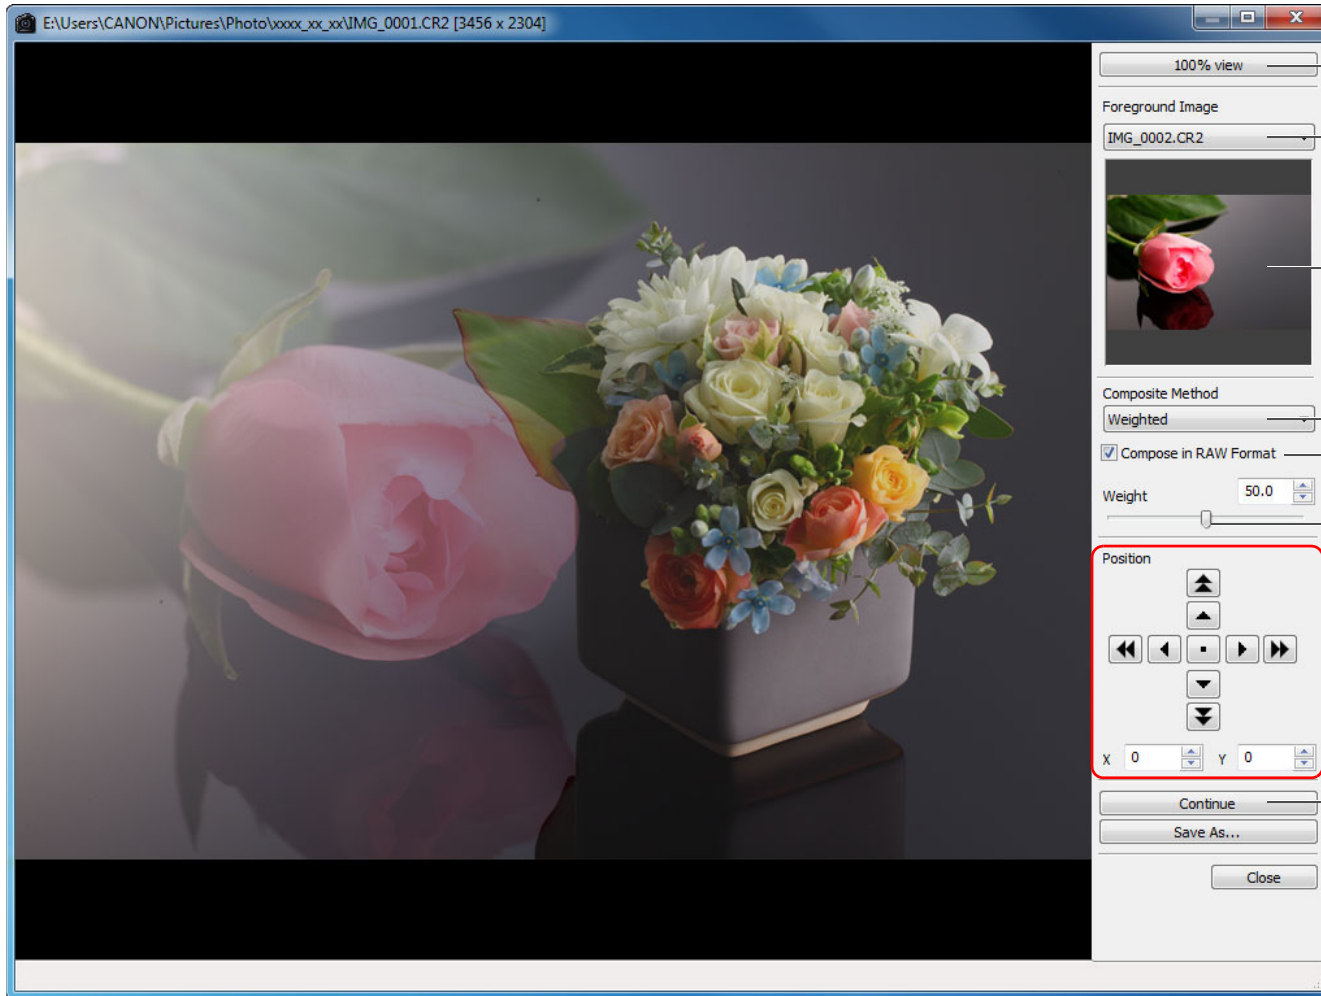 E:\Users\CANON\Pictures\Photo\xxxx_xx_xx\IMG_0001.CR2 [3456 x 2304]
100% view
Foreground Image
IMG_0002.CR2
Composite Method
Weighted
Compose in RAW Format
Weight 50.0
Position
X 0 Y 0
Continue
Save As...
Close